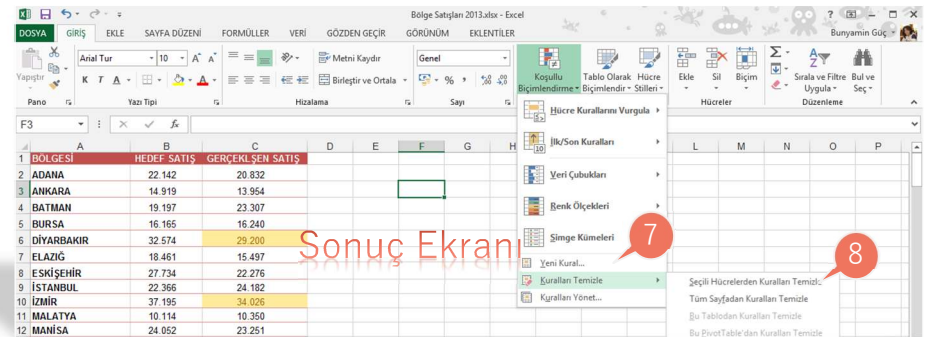 Bölge Satışları 2013.xlsx - Excel
DOSYA GİRİŞ EKLE SAYFA DÜZENİ FORMÜLLER VERİ GÖZDEN GEÇİR GÖRÜNÜM EKLENTİLER Bunyamin Güç
Arial Tur 10 Metni Kaydır Genel
Yapıştır K T A Birleştir ve Ortala Koşullu Biçimlendirme Tablo Olarak Biçimlendir Hücre Stilleri Ekle Sil Biçim Sırala ve Filtre Uygula Bul ve Seç
Pano Yazı Tipi Hizalama Sayı Hücreler Düzenleme
F3 fx
Hücre Kurallarını Vurgula
İlk/Son Kuralları
Veri Çubukları
Renk Ölçekleri
Simge Kümeleri
Yeni Kural...
Kuralları Temizle
Kuralları Yönet...
7
8
Seçili Hücrelerden Kuralları Temizle
Tüm Sayfadan Kuralları Temizle
Bu Tablodan Kuralları Temizle
Bu PivotTable'dan Kuralları Temizle
A B C D E F G H L M N O P
1 BÖLGESİ HEDEF SATIŞ GERÇEKLŞEN SATIŞ
2 ADANA 22.142 20.832
3 ANKARA 14.919 13.954
4 BATMAN 19.197 23.307
5 BURSA 16.165 16.240
6 DİYARBAKIR 32.574 29.200
7 ELAZIĞ 18.461 15.497
8 ESKİŞEHİR 27.734 22.276
9 İSTANBUL 22.366 24.182
10 İZMİR 37.195 34.026
11 MALATYA 10.114 10.350
12 MANİSA 24.052 23.251
Sonuç Ekranı